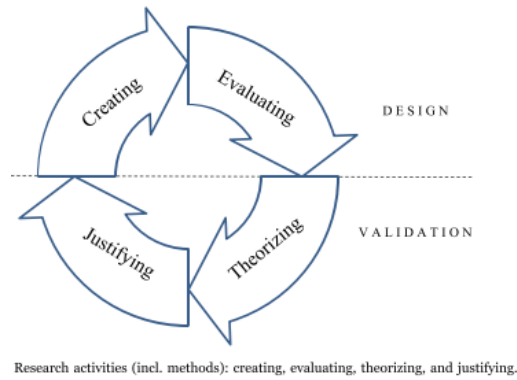 Creating
Evaluating
DESIGN
Justifying
Theorizing
VALIDATION
Research activities (incl. methods): creating, evaluating, theorizing, and justifying.